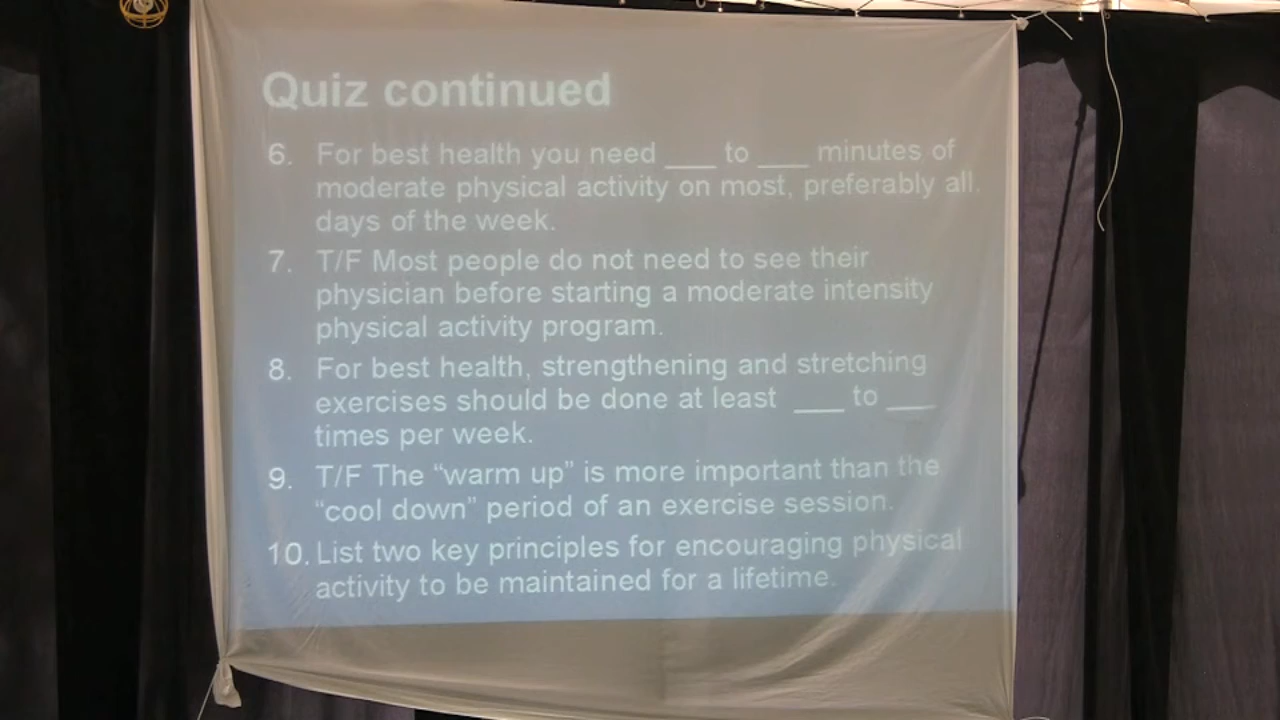 Quiz continued
6. For best health you need ___ to ___ minutes of
moderate physical activity on most, preferably all,
days of the week.
7. T/F Most people do not need to see their
physician before starting a moderate intensity
physical activity program.
8. For best health, strengthening and stretching
exercises should be done at least ___ to ___
times per week.
9. T/F The “warm up” is more important than the
“cool down” period of an exercise session.
10. List two key principles for encouraging physical
activity to be maintained for a lifetime.